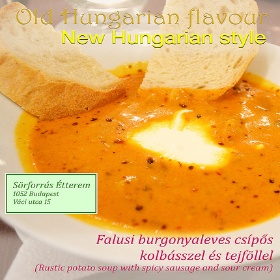 Old Hungarian flavour
New Hungarian style
Sörforrás Étterem
1052 Budapest
Váci utca 15
Falusi burgonyaleves csípős
kolbásszel és tejföllel
(Rustic potato soup with spicy sausage and sour cream)